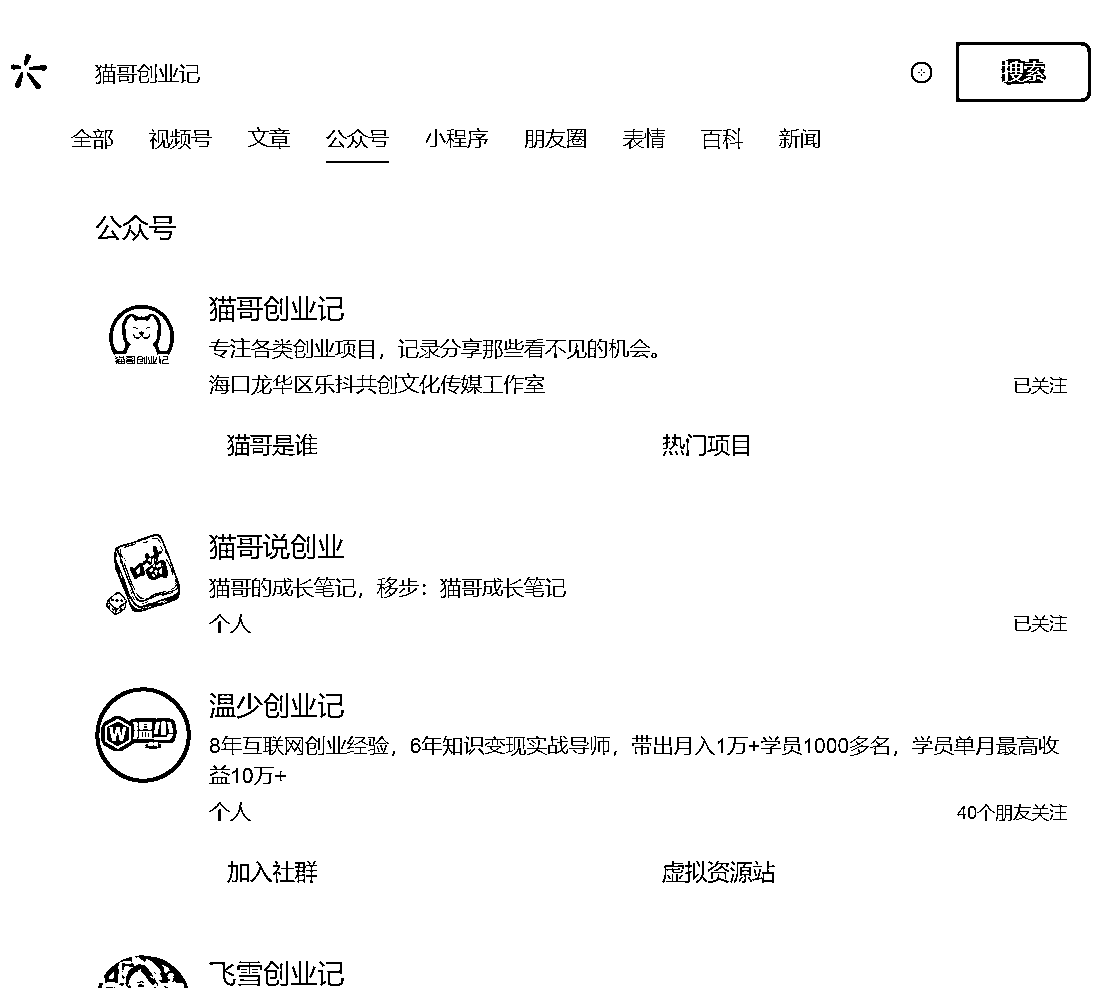 猫哥创业记
搜索
全部 视频号 文章 公众号 小程序 朋友圈 表情 百科 新闻
公众号
猫哥创业记
专注各类创业项目，记录分享那些看不见的机会。
猫哥创业记
海口龙华区乐抖共创文化传媒工作室 已关注
猫哥是谁 热门项目
猫哥说创业
喵
猫哥的成长笔记，移步：猫哥成长笔记
个人 已关注
温少创业记
W温少
8年互联网创业经验，6年知识变现实战导师，带出月入1万+学员1000多名，学员单月最高收
益10万+
个人 40个朋友关注
加入社群 虚拟资源站
飞雪创业记